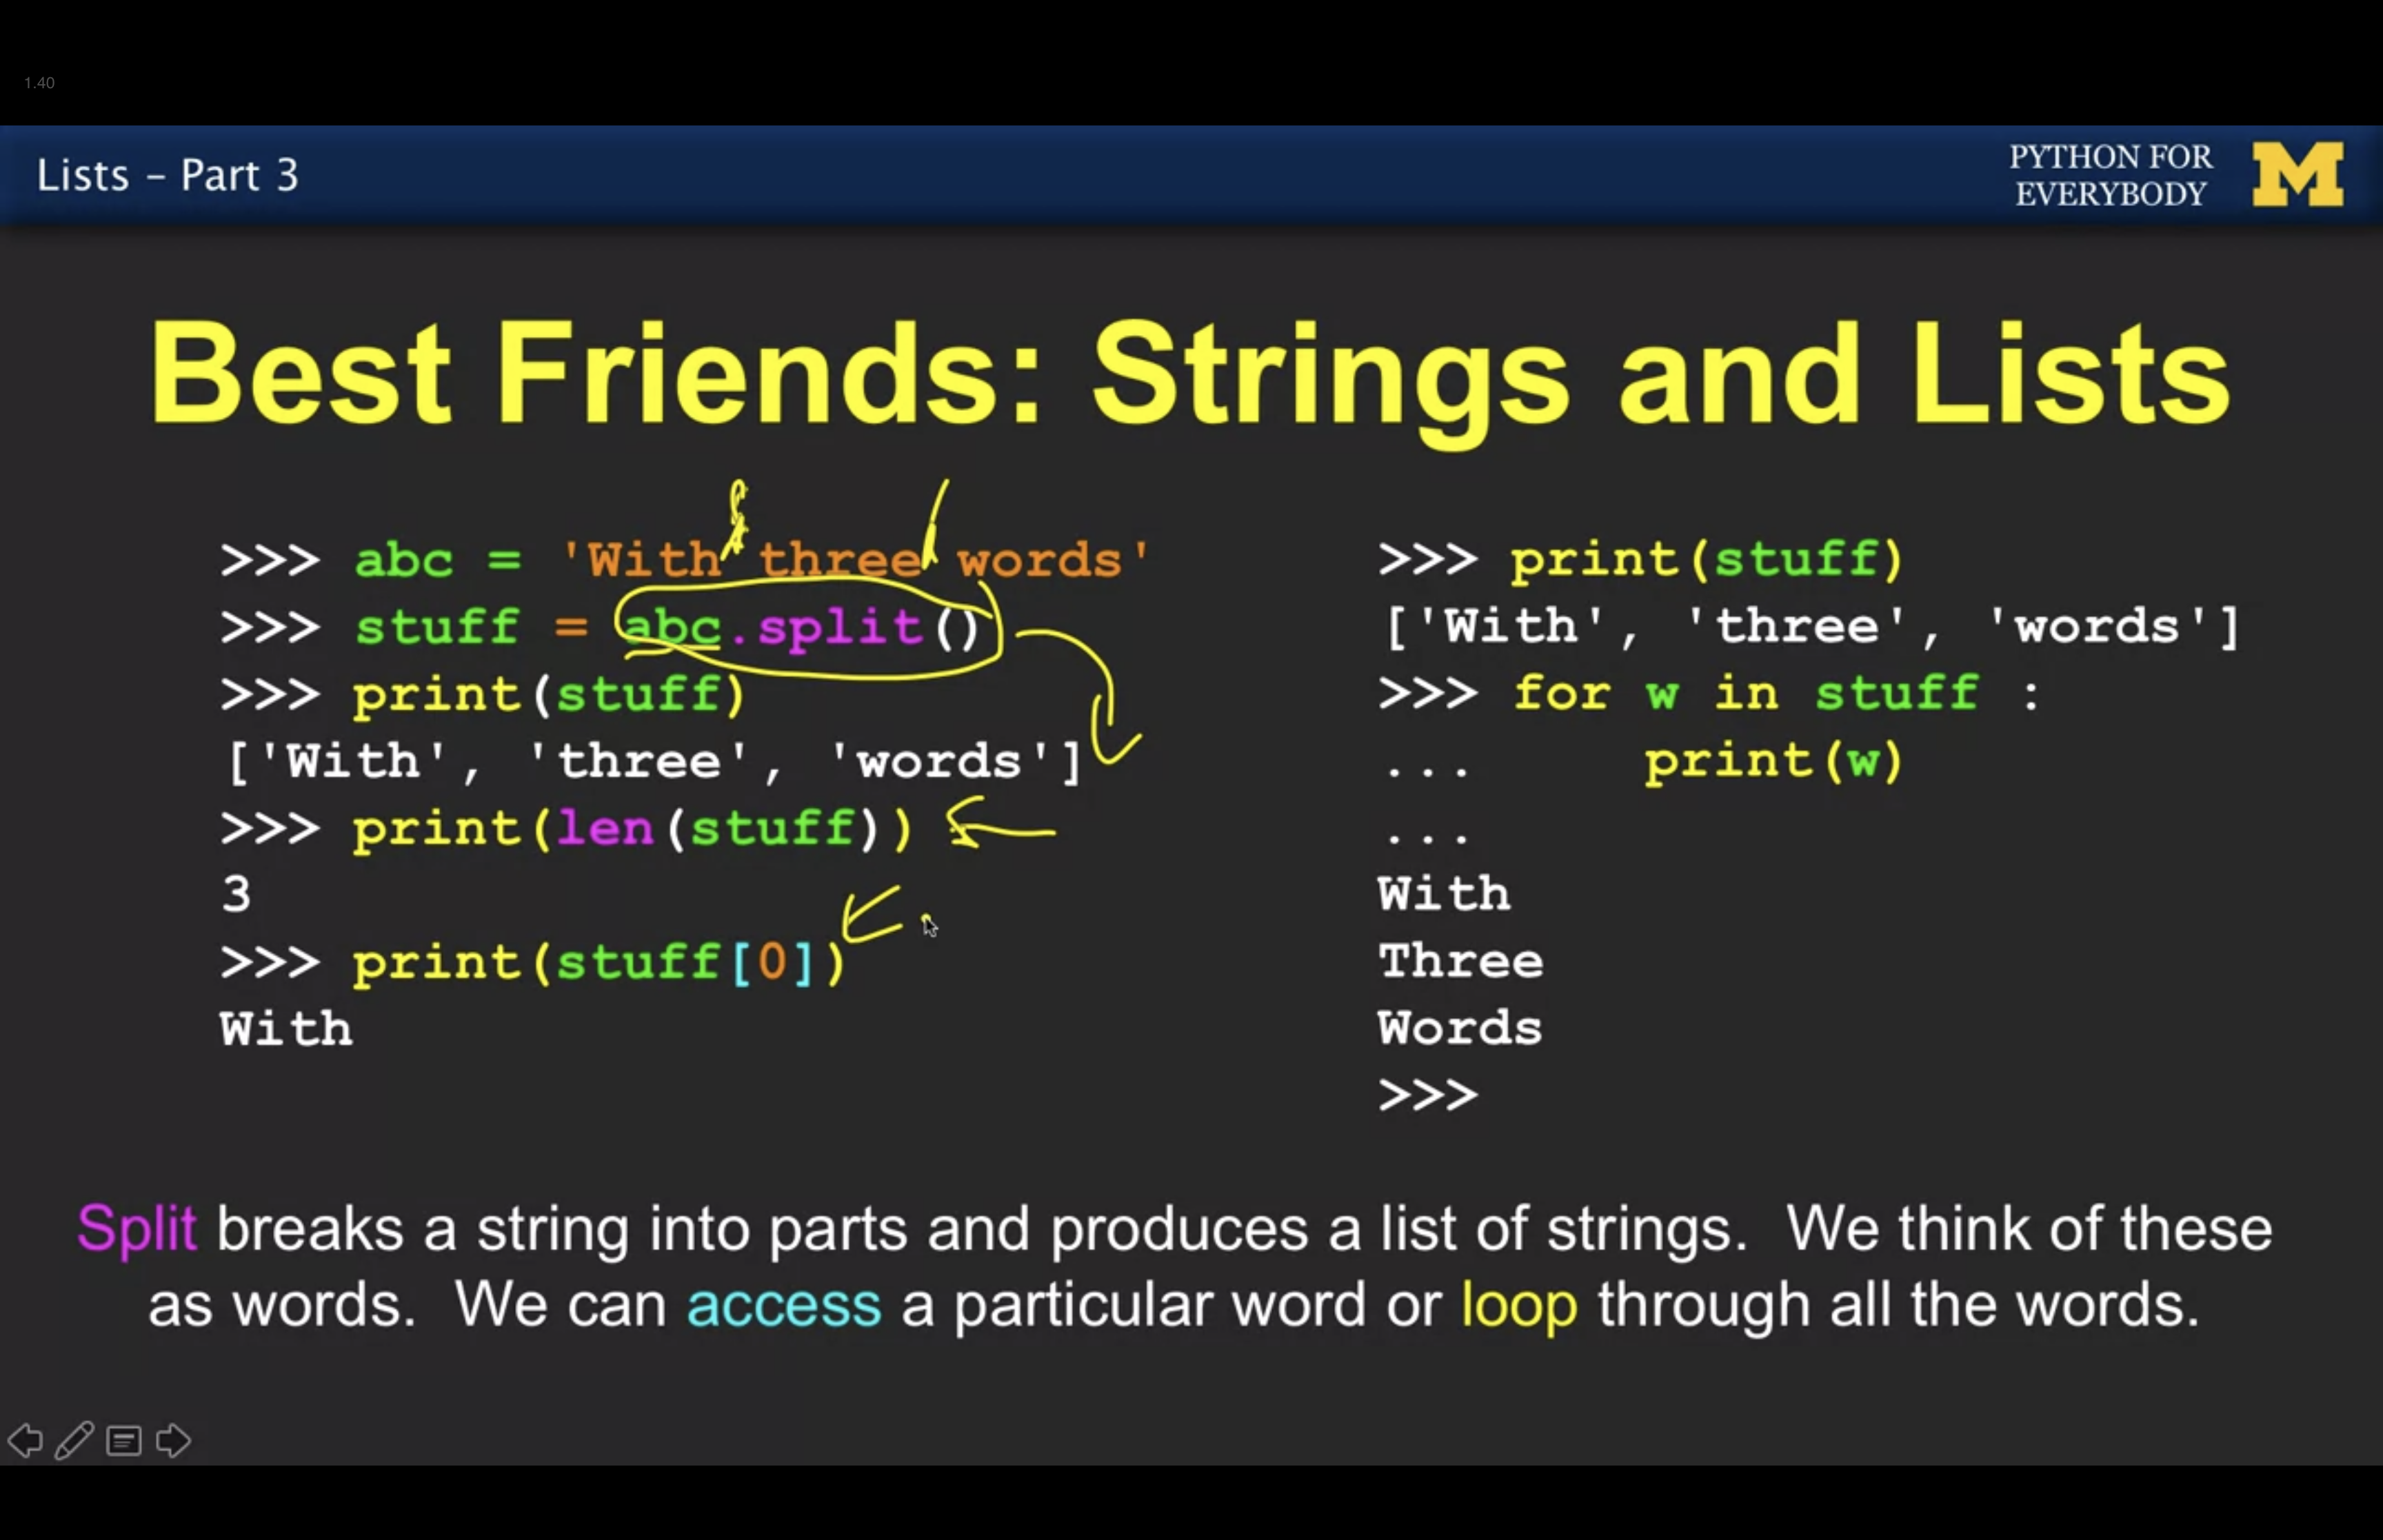 1.40
Lists – Part 3
PYTHON FOR
EVERYBODY
M
Best Friends: Strings and Lists
>>> abc = 'With three words'
>>> stuff = abc.split()
>>> print(stuff)
['With', 'three', 'words']
>>> print(len(stuff))
3
>>> print(stuff[0])
With
>>> print(stuff)
['With', 'three', 'words']
>>> for w in stuff :
...     print(w)
...
With
Three
Words
>>>
Split breaks a string into parts and produces a list of strings.  We think of these
as words.  We can access a particular word or loop through all the words.